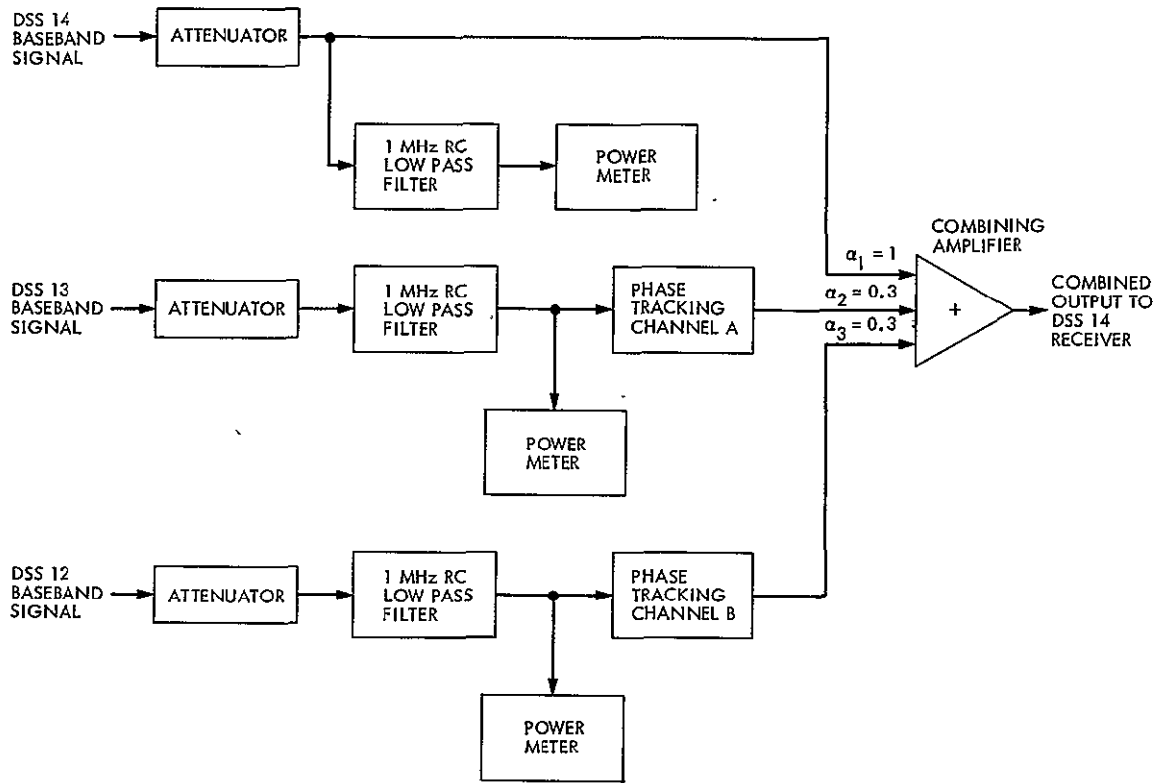 DSS 14
BASEBAND
SIGNAL
ATTENUATOR
1 MHz RC
LOW PASS
FILTER
POWER
METER
COMBINING
AMPLIFIER
α1 = 1
DSS 13
BASEBAND
SIGNAL
ATTENUATOR
1 MHz RC
LOW PASS
FILTER
PHASE
TRACKING
CHANNEL A
α2 = 0.3
α3 = 0.3
+
COMBINED
OUTPUT TO
DSS 14
RECEIVER
POWER
METER
DSS 12
BASEBAND
SIGNAL
ATTENUATOR
1 MHz RC
LOW PASS
FILTER
PHASE
TRACKING
CHANNEL B
POWER
METER